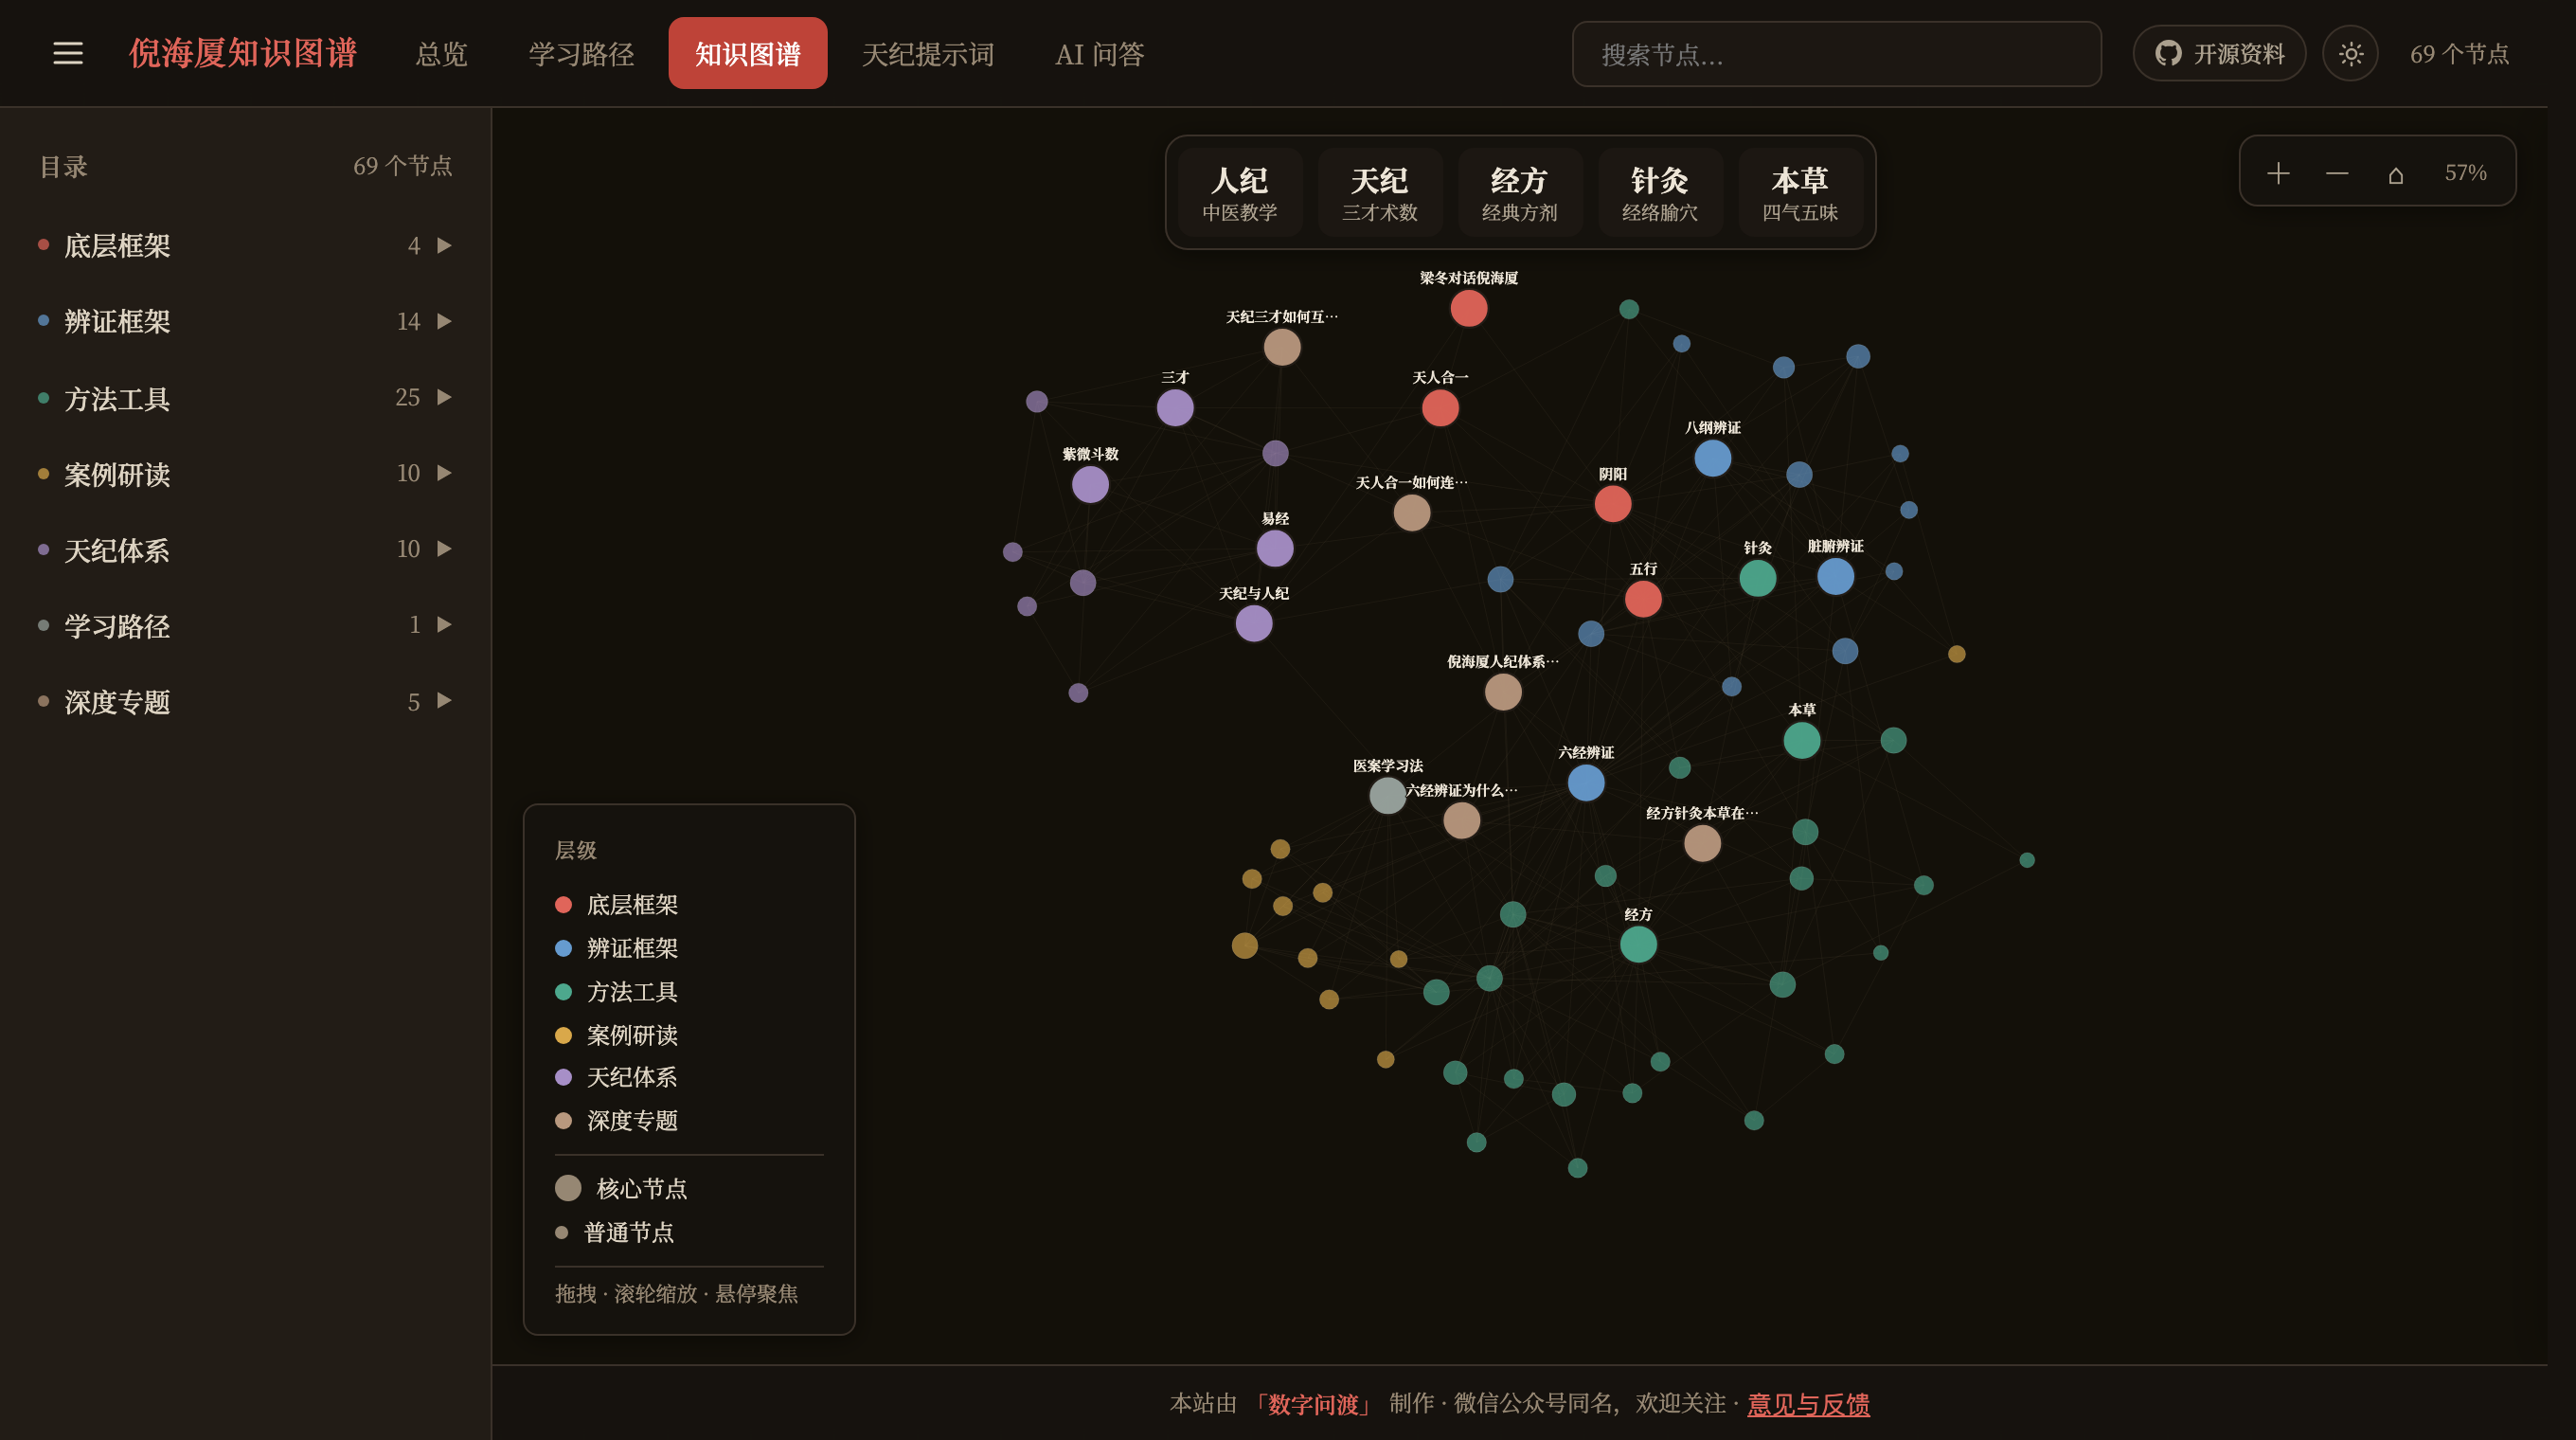 倪海厦知识图谱
总览
学习路径
知识图谱
天纪提示词
AI 问答
搜索节点...
开源资料
69 个节点
目录
69 个节点
底层框架 4
辨证框架 14
方法工具 25
案例研读 10
天纪体系 10
学习路径 1
深度专题 5
人纪
中医教学
天纪
三才术数
经方
经典方剂
针灸
经络腧穴
本草
四气五味
57%
梁冬对话倪海厦
天纪三才如何互…
三才
天人合一
八纲辨证
紫微斗数
阴阳
天人合一如何连…
易经
针灸
脏腑辨证
五行
天纪与人纪
倪海厦人纪体系…
本草
六经辨证
医案学习法
六经辨证为什么…
经方针灸本草在…
经方
层级
底层框架
辨证框架
方法工具
案例研读
天纪体系
深度专题
核心节点
普通节点
拖拽 · 滚轮缩放 · 悬停聚焦
本站由 「数字问渡」 制作 · 微信公众号同名，欢迎关注 · 意见与反馈